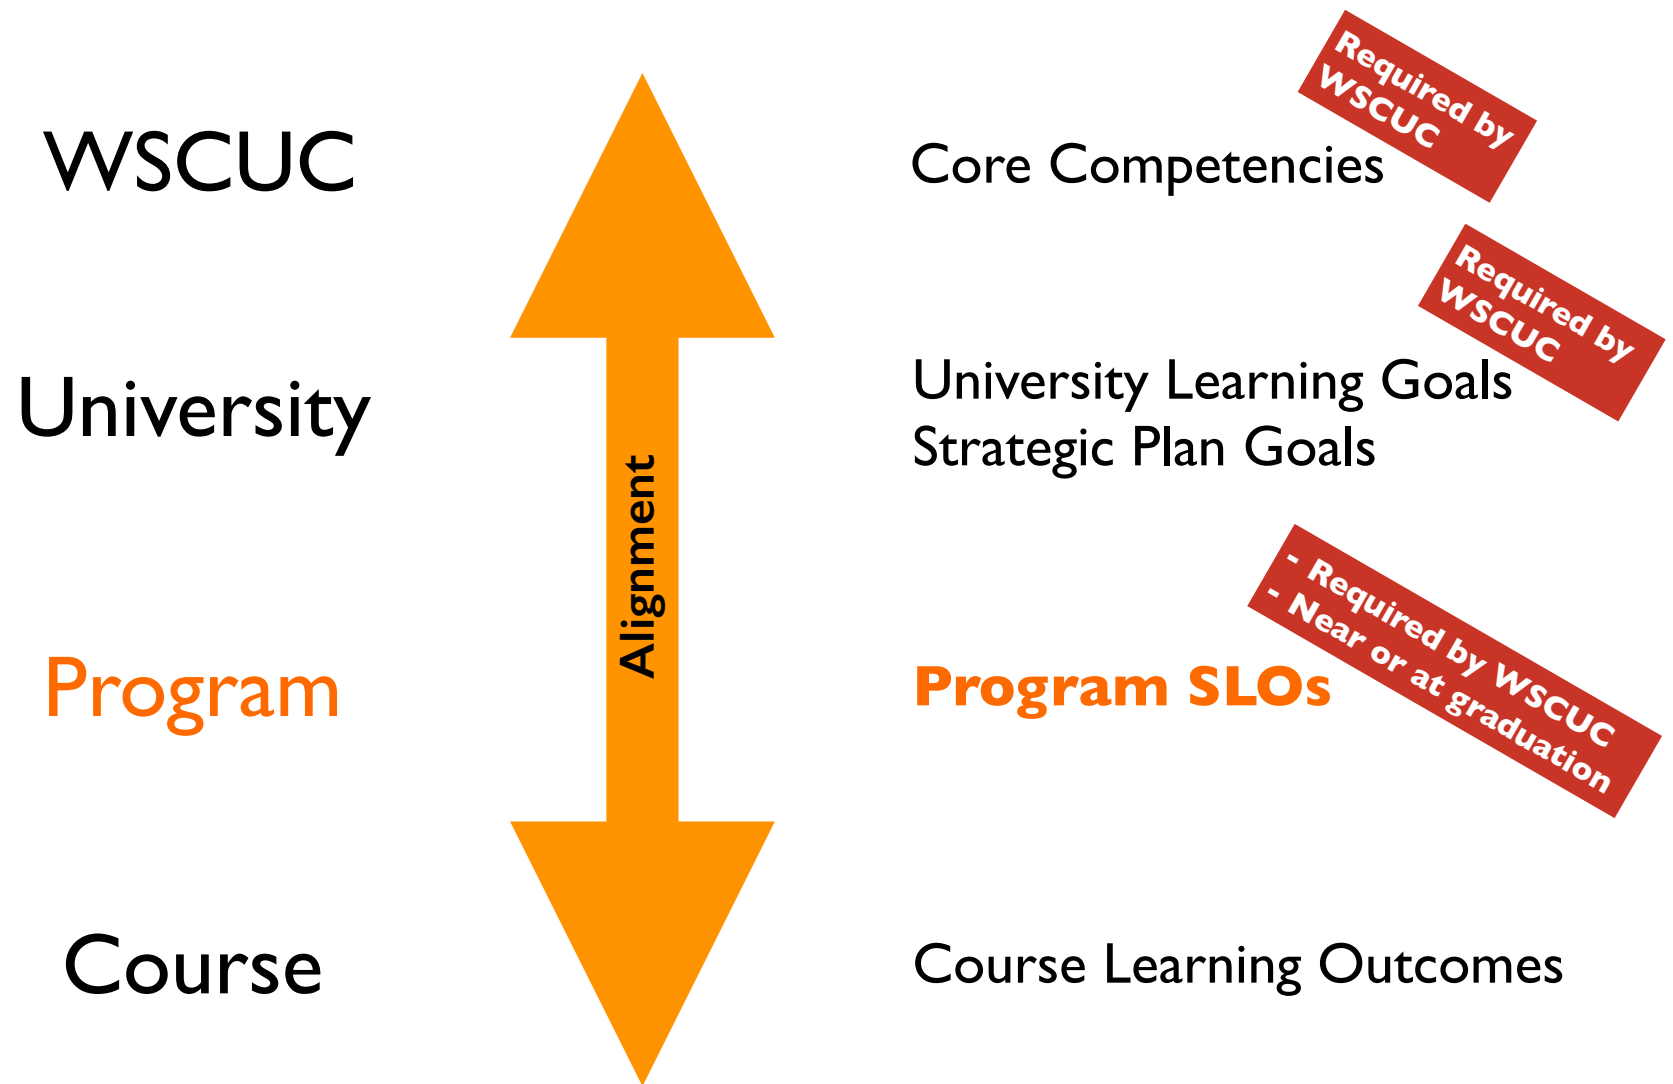 WSCUC
Core Competencies
Required by
WSCUC
University
University Learning Goals
Strategic Plan Goals
Required by
WSCUC
Alignment
Program
Program SLOs
- Required by WSCUC
- Near or at graduation
Course
Course Learning Outcomes